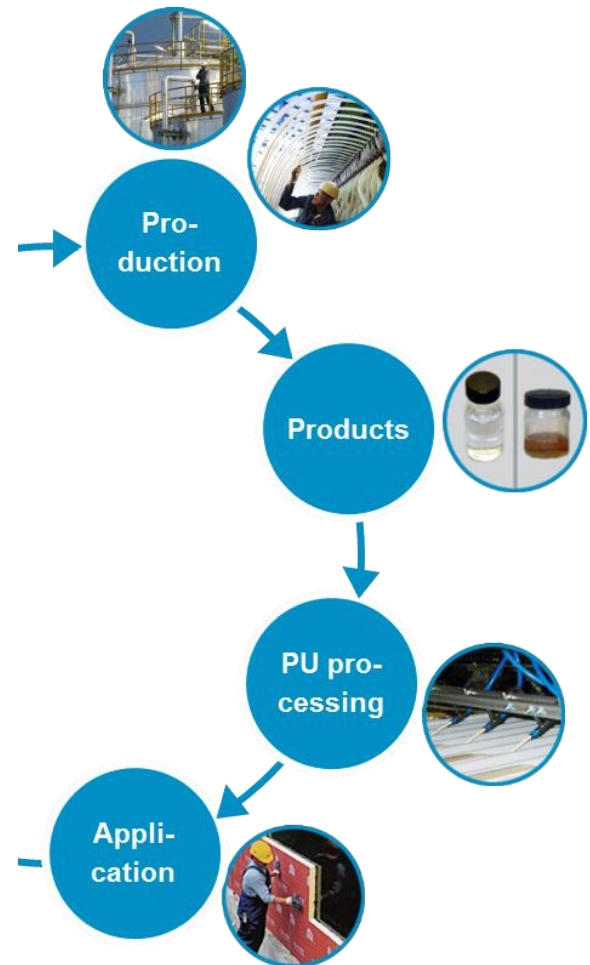 Pro-
duction
Products
PU pro-
cessing
Appli-
cation